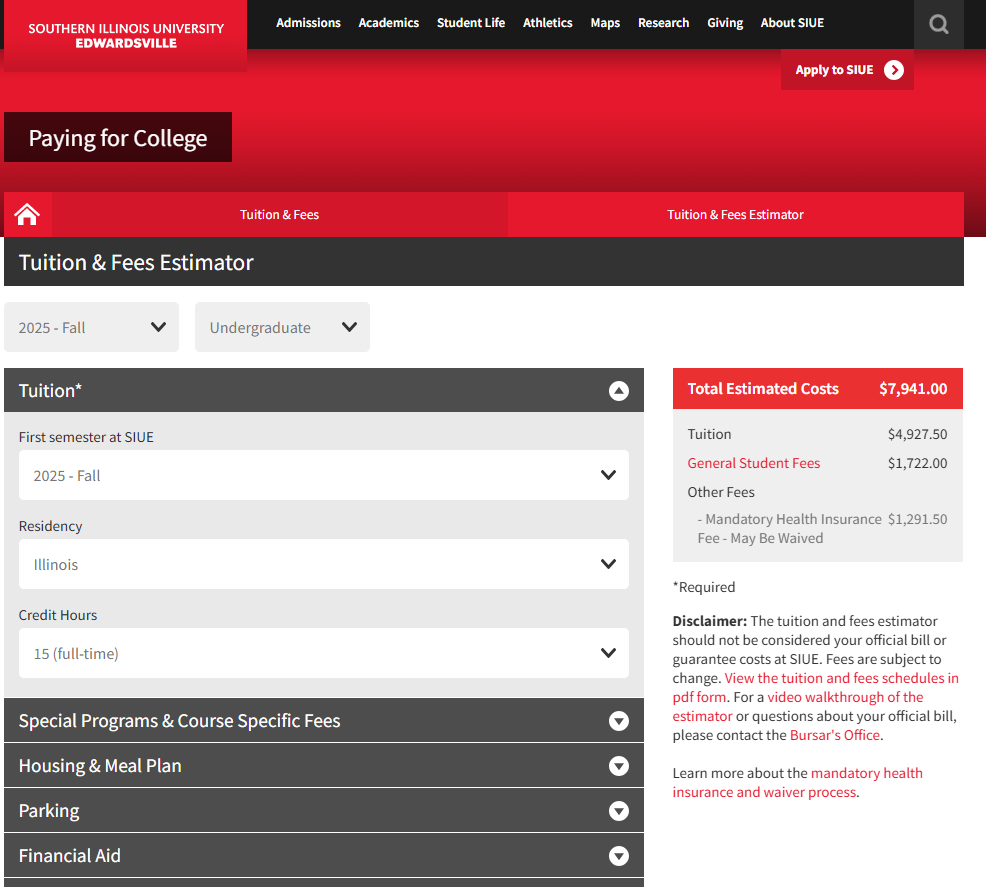 SOUTHERN ILLINOIS UNIVERSITY
EDWARDSVILLE
Admissions Academics Student Life Athletics Maps Research Giving About SIUE
Apply to SIUE
Paying for College
Tuition & Fees
Tuition & Fees Estimator
Tuition & Fees Estimator
2025 - Fall
Undergraduate
Tuition*
First semester at SIUE
2025 - Fall
Residency
Illinois
Credit Hours
15 (full-time)
Special Programs & Course Specific Fees
Housing & Meal Plan
Parking
Financial Aid
Total Estimated Costs $7,941.00
Tuition $4,927.50
General Student Fees $1,722.00
Other Fees
- Mandatory Health Insurance $1,291.50
Fee - May Be Waived
*Required
Disclaimer: The tuition and fees estimator
should not be considered your official bill or
guarantee costs at SIUE. Fees are subject to
change. View the tuition and fees schedules in
pdf form. For a video walkthrough of the
estimator or questions about your official bill,
please contact the Bursar's Office.
Learn more about the mandatory health
insurance and waiver process.